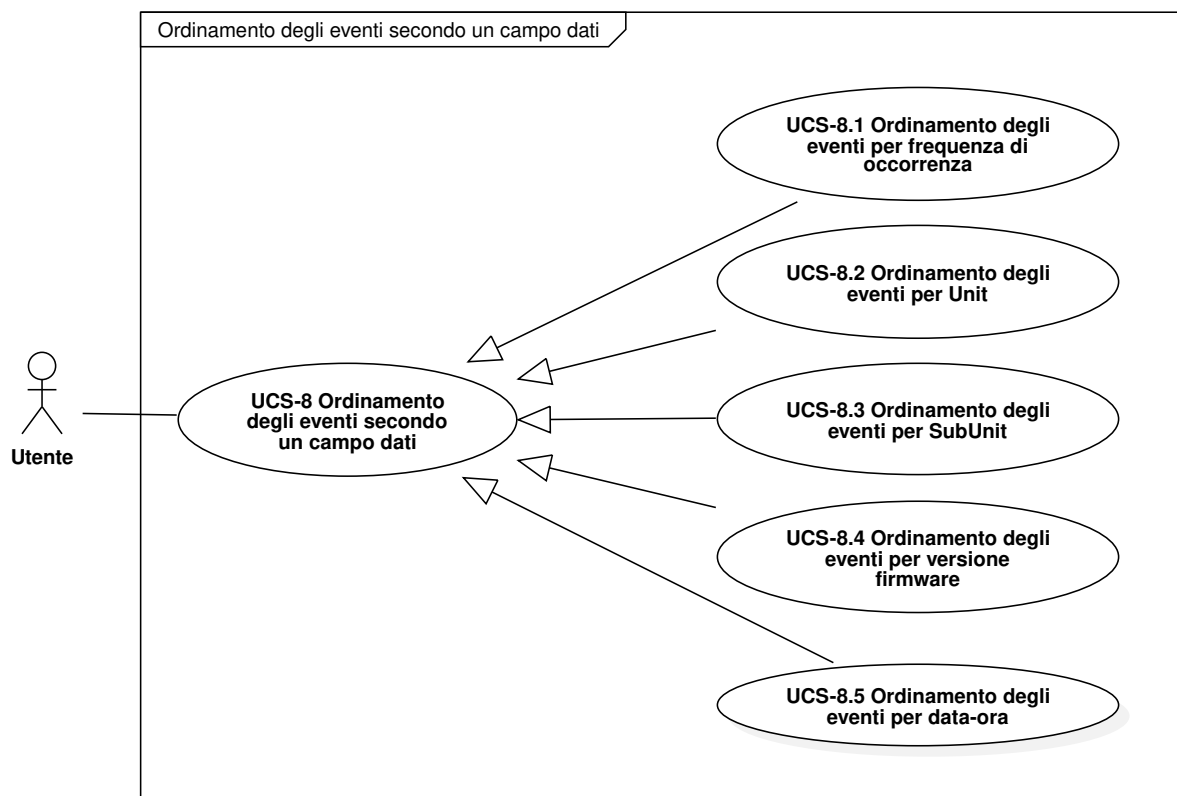 Ordinamento degli eventi secondo un campo dati
UCS-8.1 Ordinamento degli
eventi per frequenza di
occorrenza
UCS-8.2 Ordinamento degli
eventi per Unit
UCS-8 Ordinamento
degli eventi secondo
un campo dati
Utente
UCS-8.3 Ordinamento degli
eventi per SubUnit
UCS-8.4 Ordinamento degli
eventi per versione
firmware
UCS-8.5 Ordinamento degli
eventi per data-ora